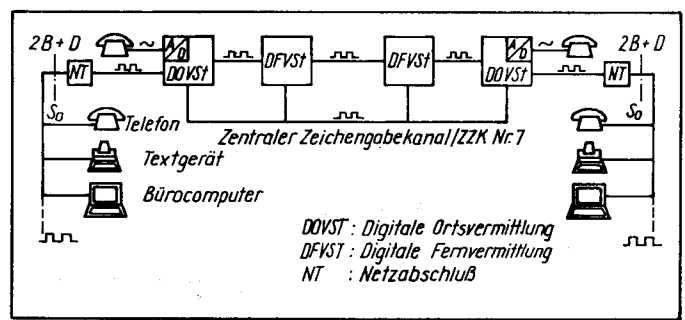 2B+D ~ A/D ~ 2B+D
NT DOVSt DFVSt DFVSt A/D DOVSt NT
S₀ S₀
Telefon
Zentraler Zeichengabekanal/ZZK Nr.7
Textgerät
Bürocomputer
DOVST : Digitale Ortsvermittlung
DFVST : Digitale Fernvermittlung
NT : Netzabschluß